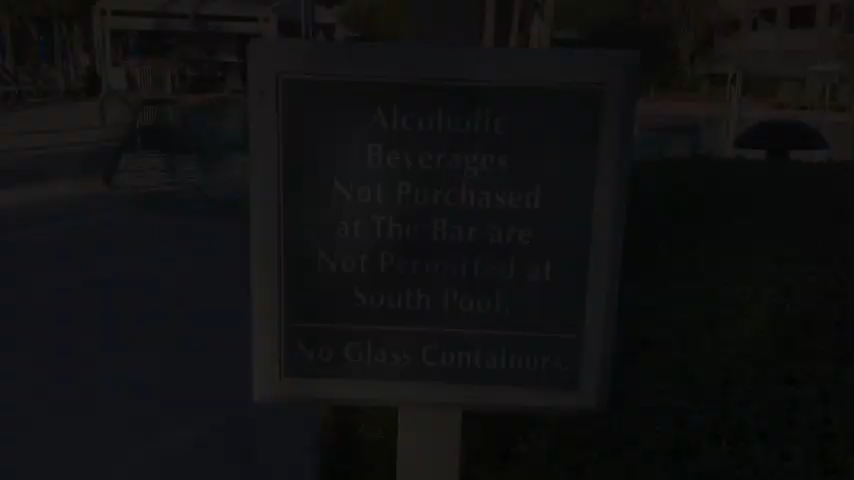 Alcoholic
Beverages
Not Purchased
at The Bar are
Not Permitted at
South Pool.
No Glass Containers.